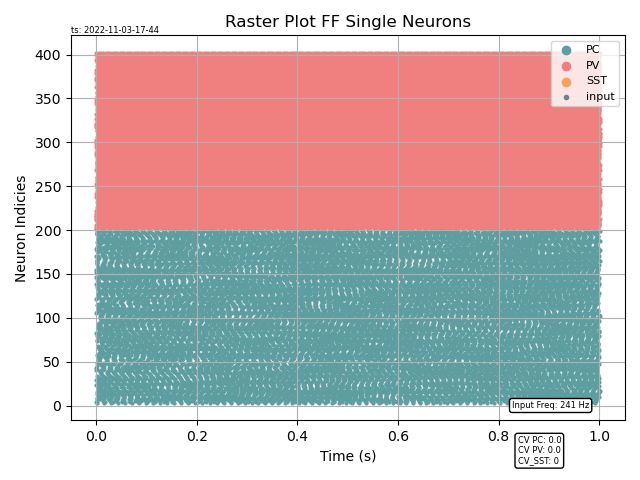 Raster Plot FF Single Neurons
ts: 2022-11-03-17-44
PC
PV
SST
input
400
350
300
250
200
150
100
50
0
Neuron Indicies
Input Freq: 241 Hz
0.0 0.2 0.4 0.6 0.8 1.0
Time (s)
CV PC: 0.0
CV PV: 0.0
CV_SST: 0